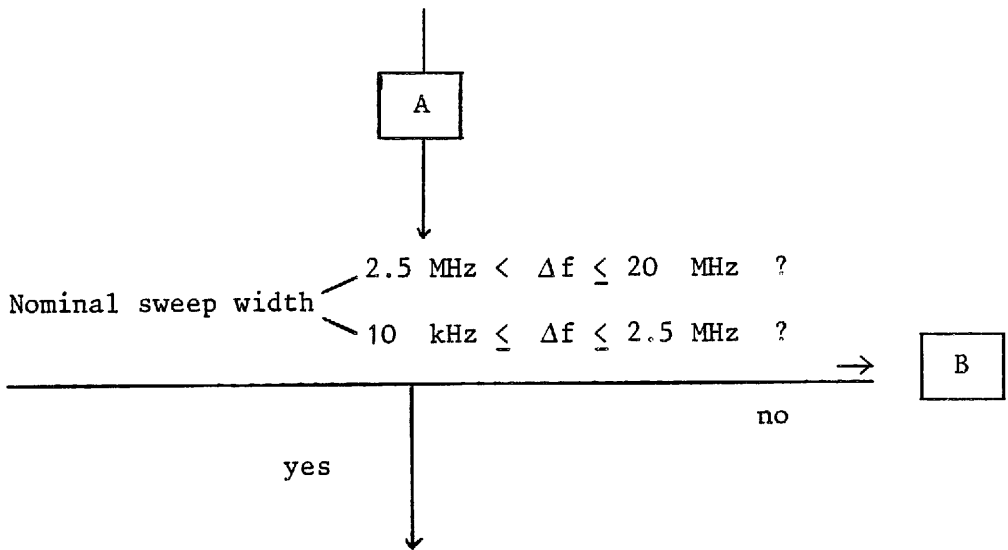 A
2.5 MHz < Δf ≤ 20 MHz ?
Nominal sweep width
10 kHz ≤ Δf ≤ 2.5 MHz ?
B
no
yes